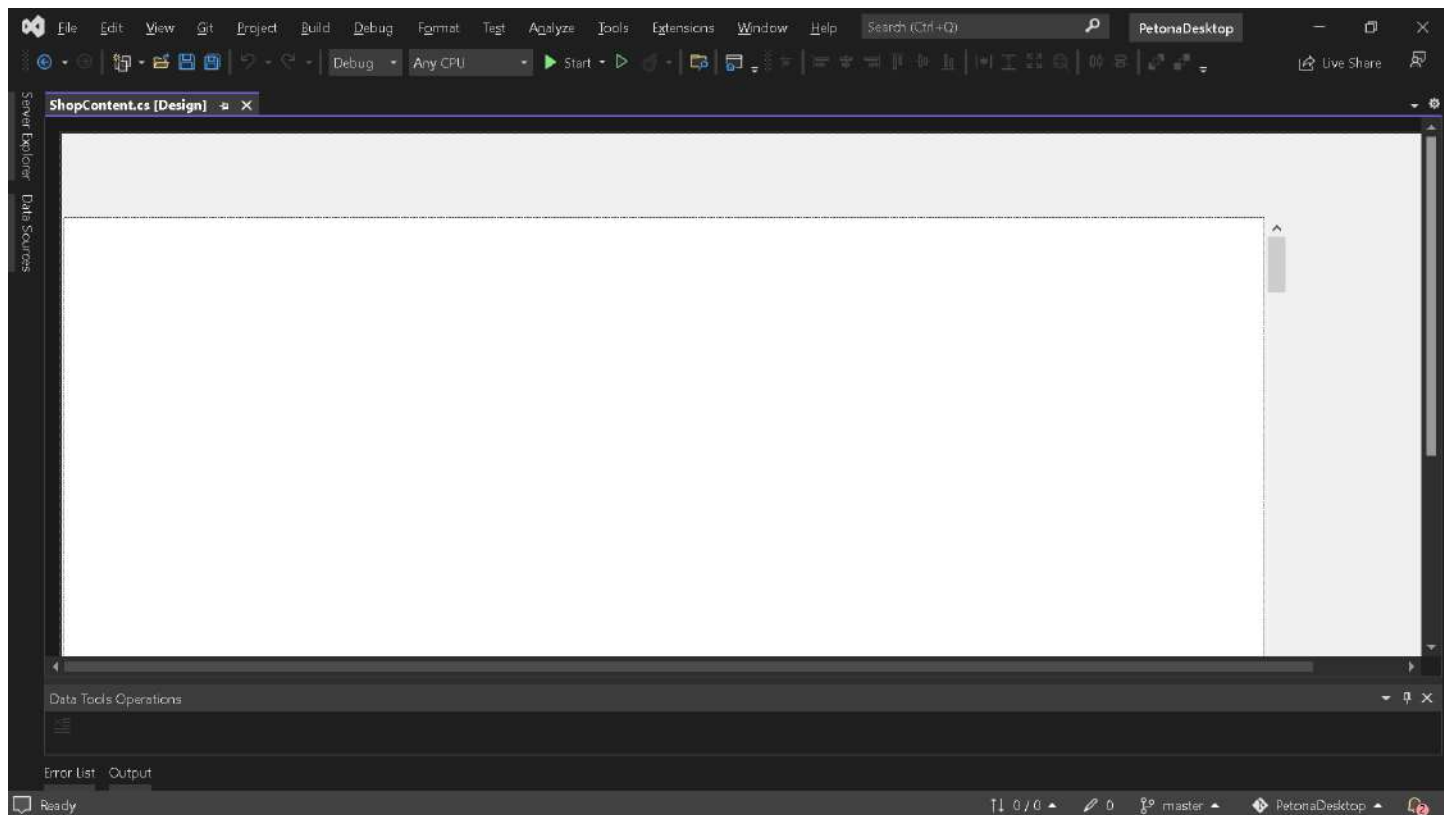 File Edit View Git Project Build Debug Format Test Analyze Tools Extensions Window Help Search (Ctrl+Q) PetonaDesktop
Debug Any CPU Start Live Share
Server Explorer
Data Sources
ShopContent.cs [Design]
Data Tools Operations
Error List Output
Ready 0 / 0 0 master PetonaDesktop 2